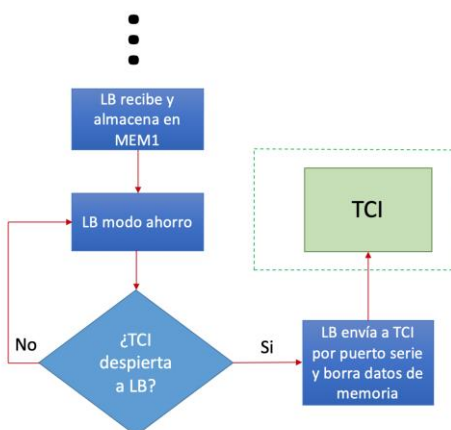 LB recibe y
almacena en
MEM1
LB modo ahorro
TCI
No
¿TCI
despierta
a LB?
Si
LB envía a TCI
por puerto serie
y borra datos de
memoria